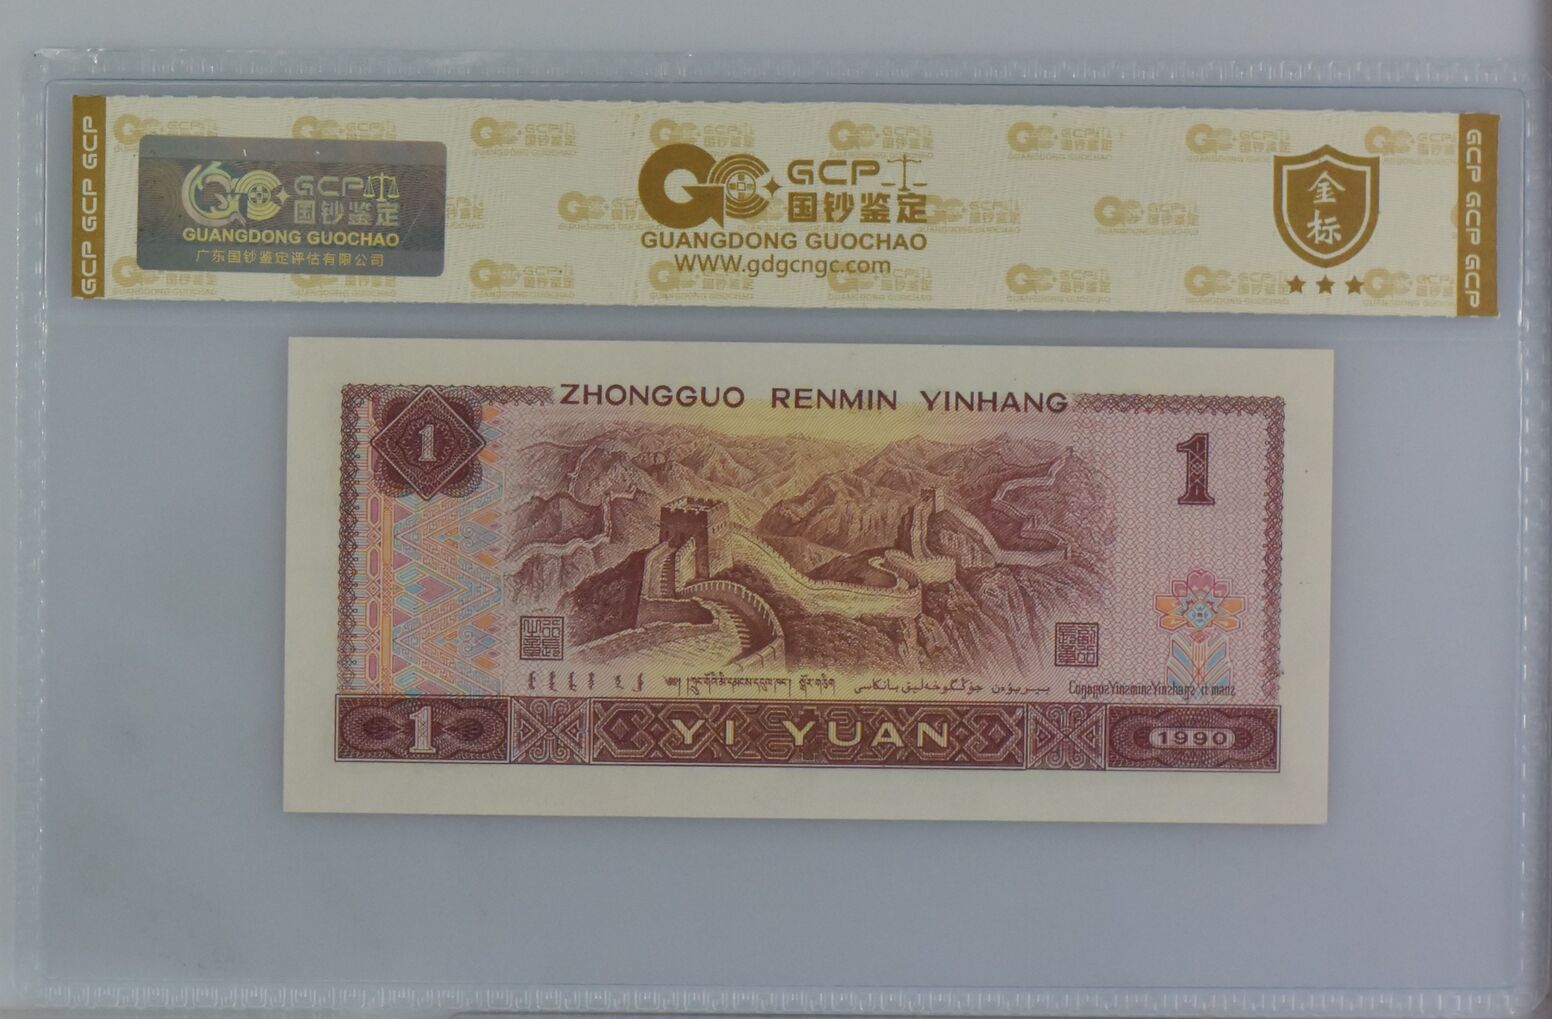 GCP GCP GCP
GCP
国钞鉴定
GUANGDONG GUOCHAO
广东国钞鉴定评估有限公司
GCP
国钞鉴定
GUANGDONG GUOCHAO
WWW.gdgcngc.com
金标
GCP GCP GCP
ZHONGGUO RENMIN YINHANG
1
1
1 YI YUAN 1990